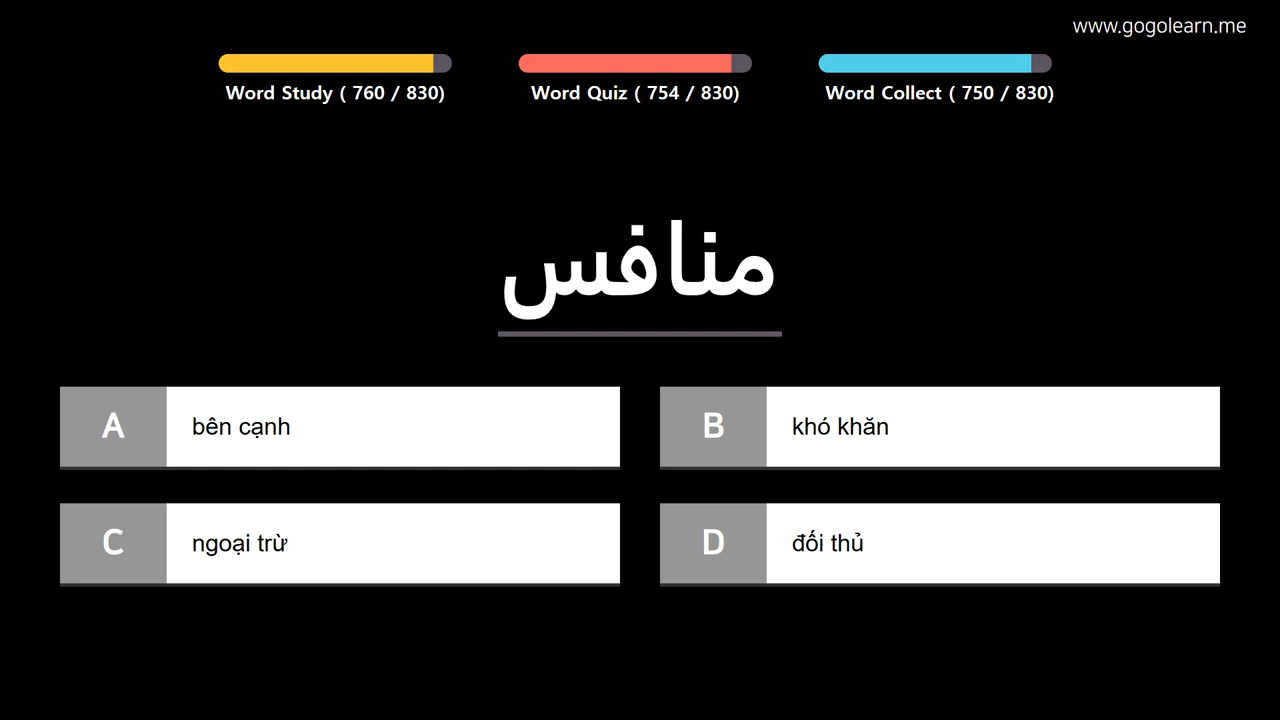 www.gogolearn.me
Word Study ( 760 / 830)
Word Quiz ( 754 / 830)
Word Collect ( 750 / 830)
منافس
A bên cạnh
B khó khăn
C ngoại trừ
D đối thủ